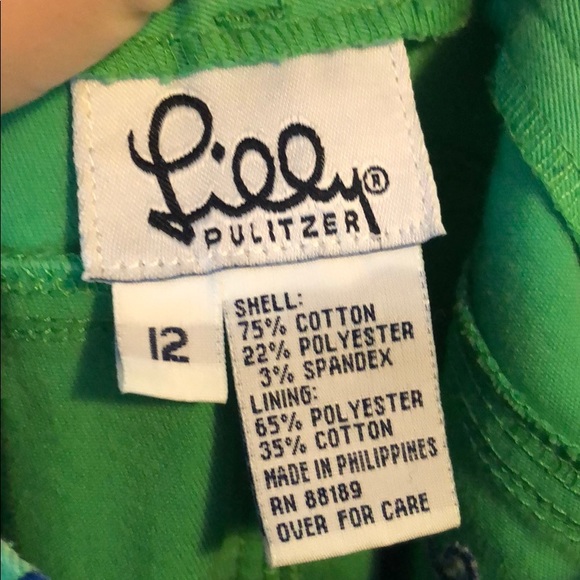 Lilly®
PULITZER
12
SHELL:
75% COTTON
22% POLYESTER
3% SPANDEX
LINING:
65% POLYESTER
35% COTTON
MADE IN PHILIPPINES
RN 88189
OVER FOR CARE